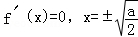 f′(x)=0, x=±√(a/2)